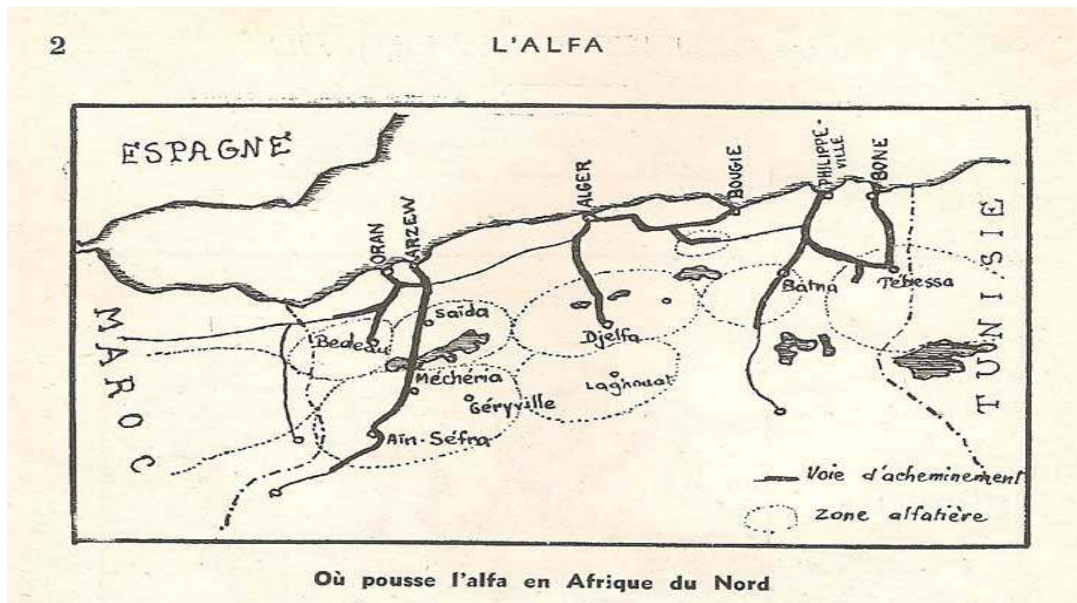 2
L'ALFA
ESPAGNE
ORAN
ARZEW
ALGER
BOUGIE
PHILIPPE-
VILLE
BONE
TUNISIE
MAROC
Bedeau
Saïda
Mécheria
Géryville
Aïn-Séfra
Djelfa
Laghouat
Batna
Tébessa
Voie d'acheminement
Zone alfatière
Où pousse l'alfa en Afrique du Nord